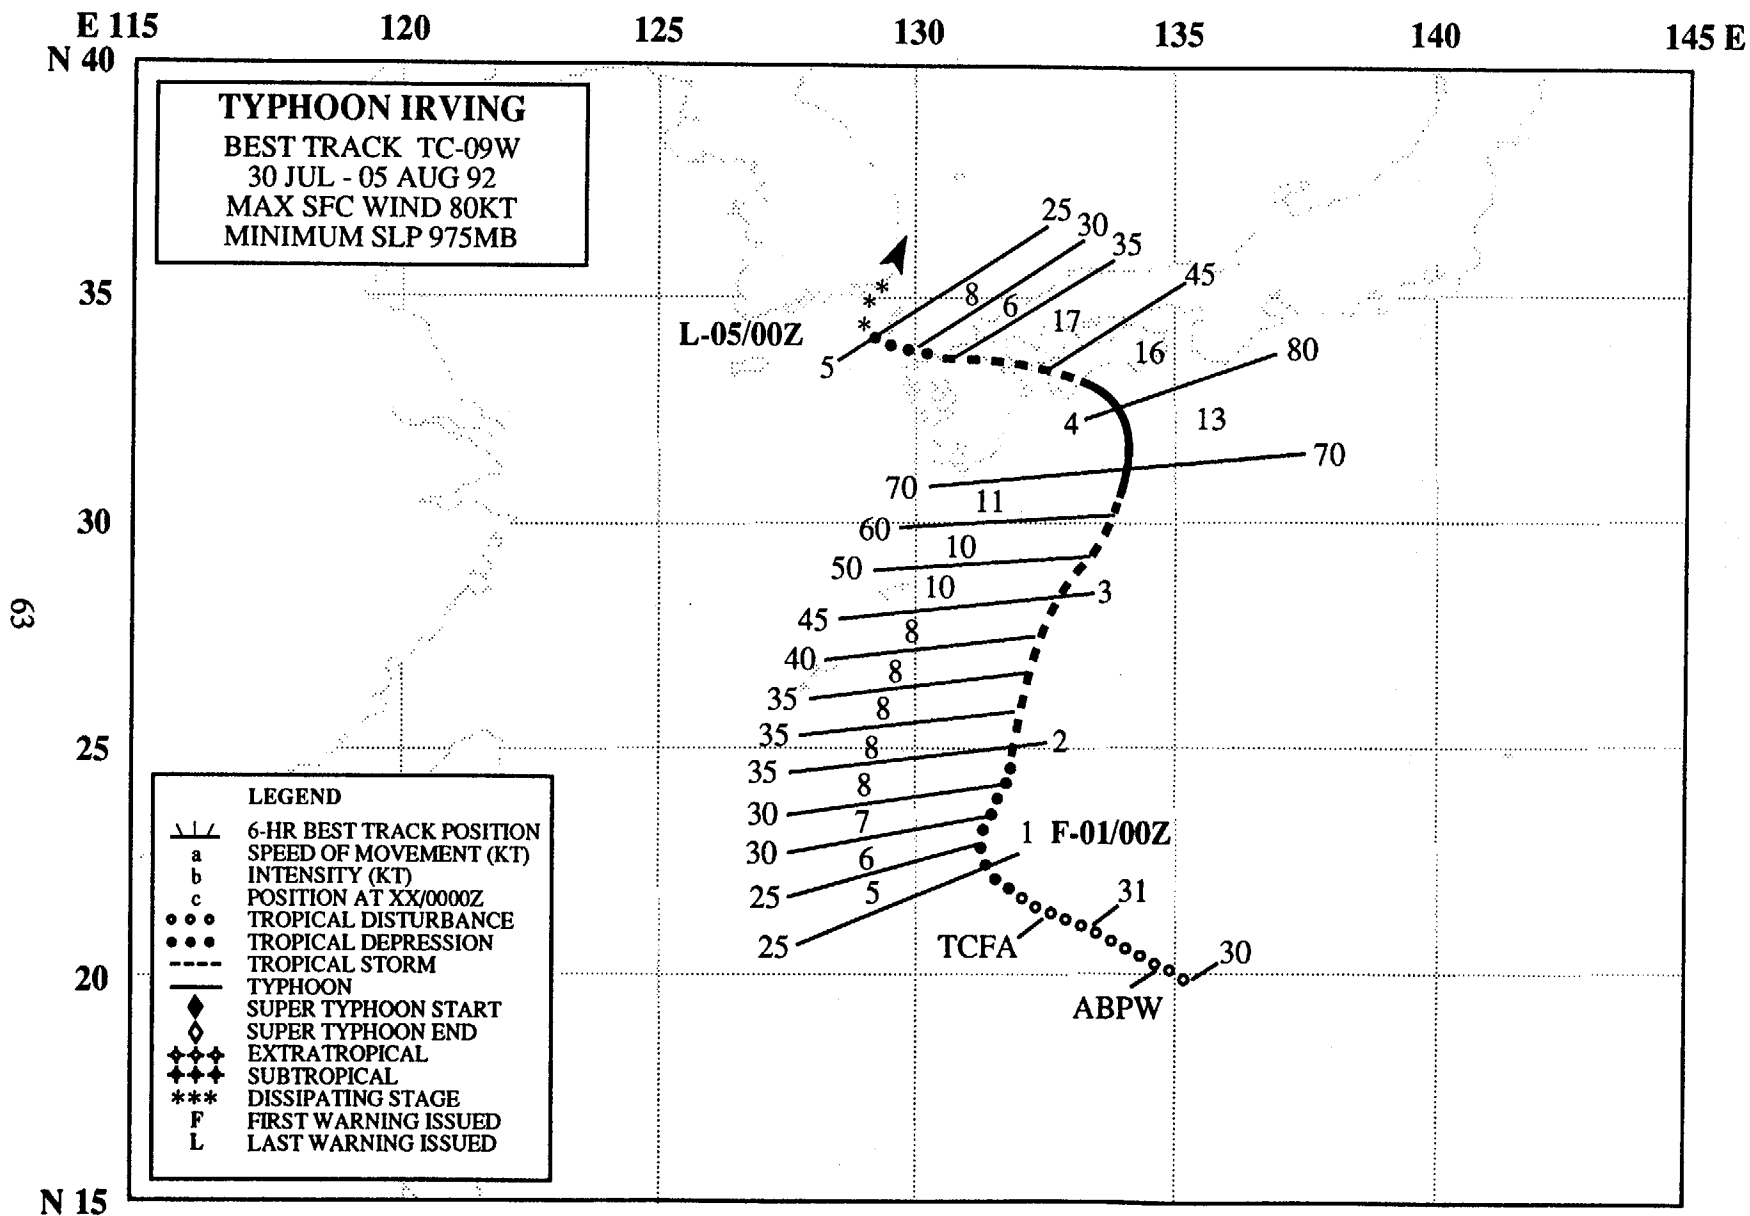 E 115 120 125 130 135 140 145 E
N 40
TYPHOON IRVING
BEST TRACK TC-09W
30 JUL - 05 AUG 92
MAX SFC WIND 80KT
MINIMUM SLP 975MB
25
30
35
45
8
6
17
16
35
L-05/00Z
5
80
4
13
70
70
11
60
30
10
50
10
3
45
8
40
8
35
8
35
8
2
25
35
8
30
7
1 F-01/00Z
30
6
25
5
31
25
TCFA
30
20
ABPW
63
LEGEND
6-HR BEST TRACK POSITION
a SPEED OF MOVEMENT (KT)
b INTENSITY (KT)
c POSITION AT XX/0000Z
TROPICAL DISTURBANCE
TROPICAL DEPRESSION
TROPICAL STORM
TYPHOON
SUPER TYPHOON START
SUPER TYPHOON END
EXTRATROPICAL
SUBTROPICAL
*** DISSIPATING STAGE
F FIRST WARNING ISSUED
L LAST WARNING ISSUED
N 15